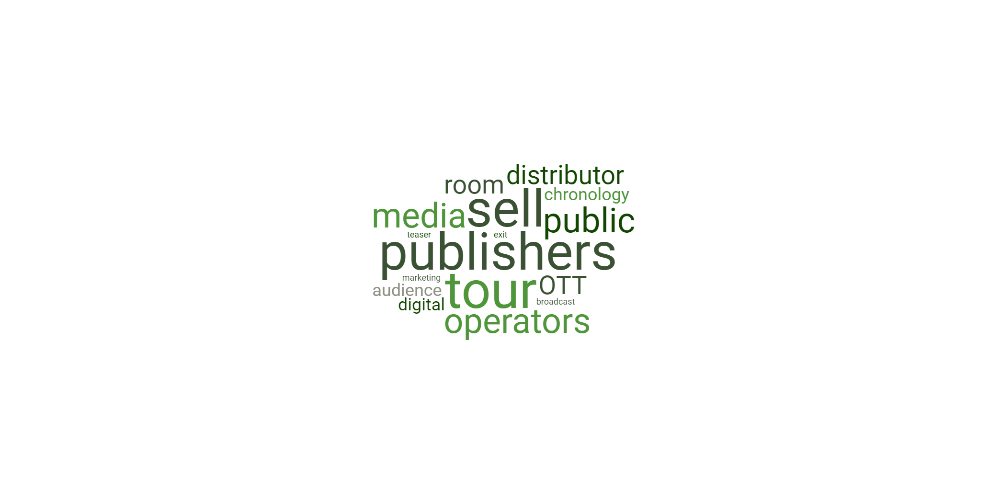 distributor
room
chronology
sell
media
public
teaser
exit
publishers
marketing
tour
OTT
audience
broadcast
digital
operators